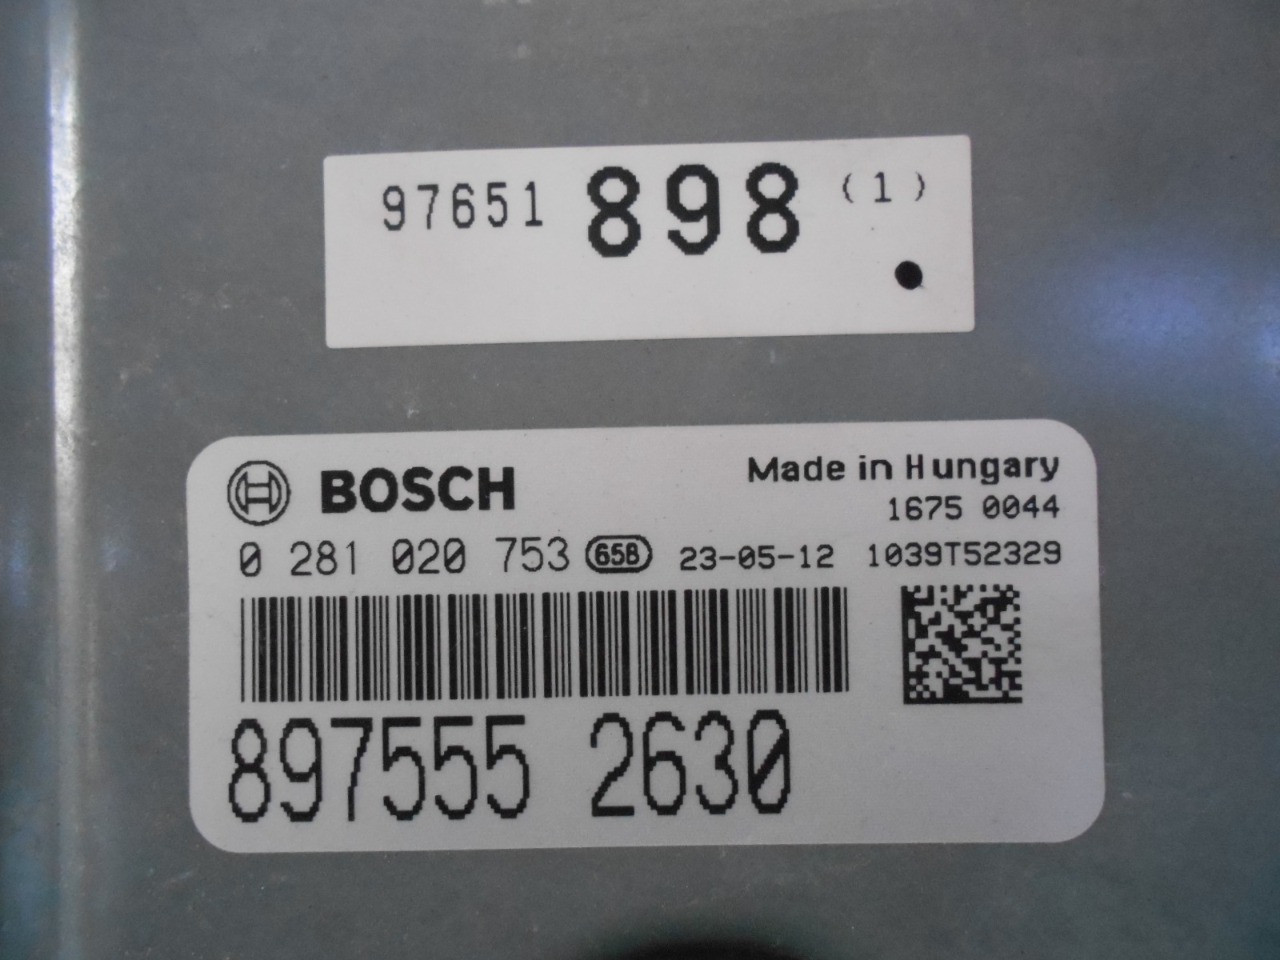 97651 898 (1)
BOSCH
Made in Hungary
1675 0044
0 281 020 753 65B 23-05-12 1039T52329
897555 2630